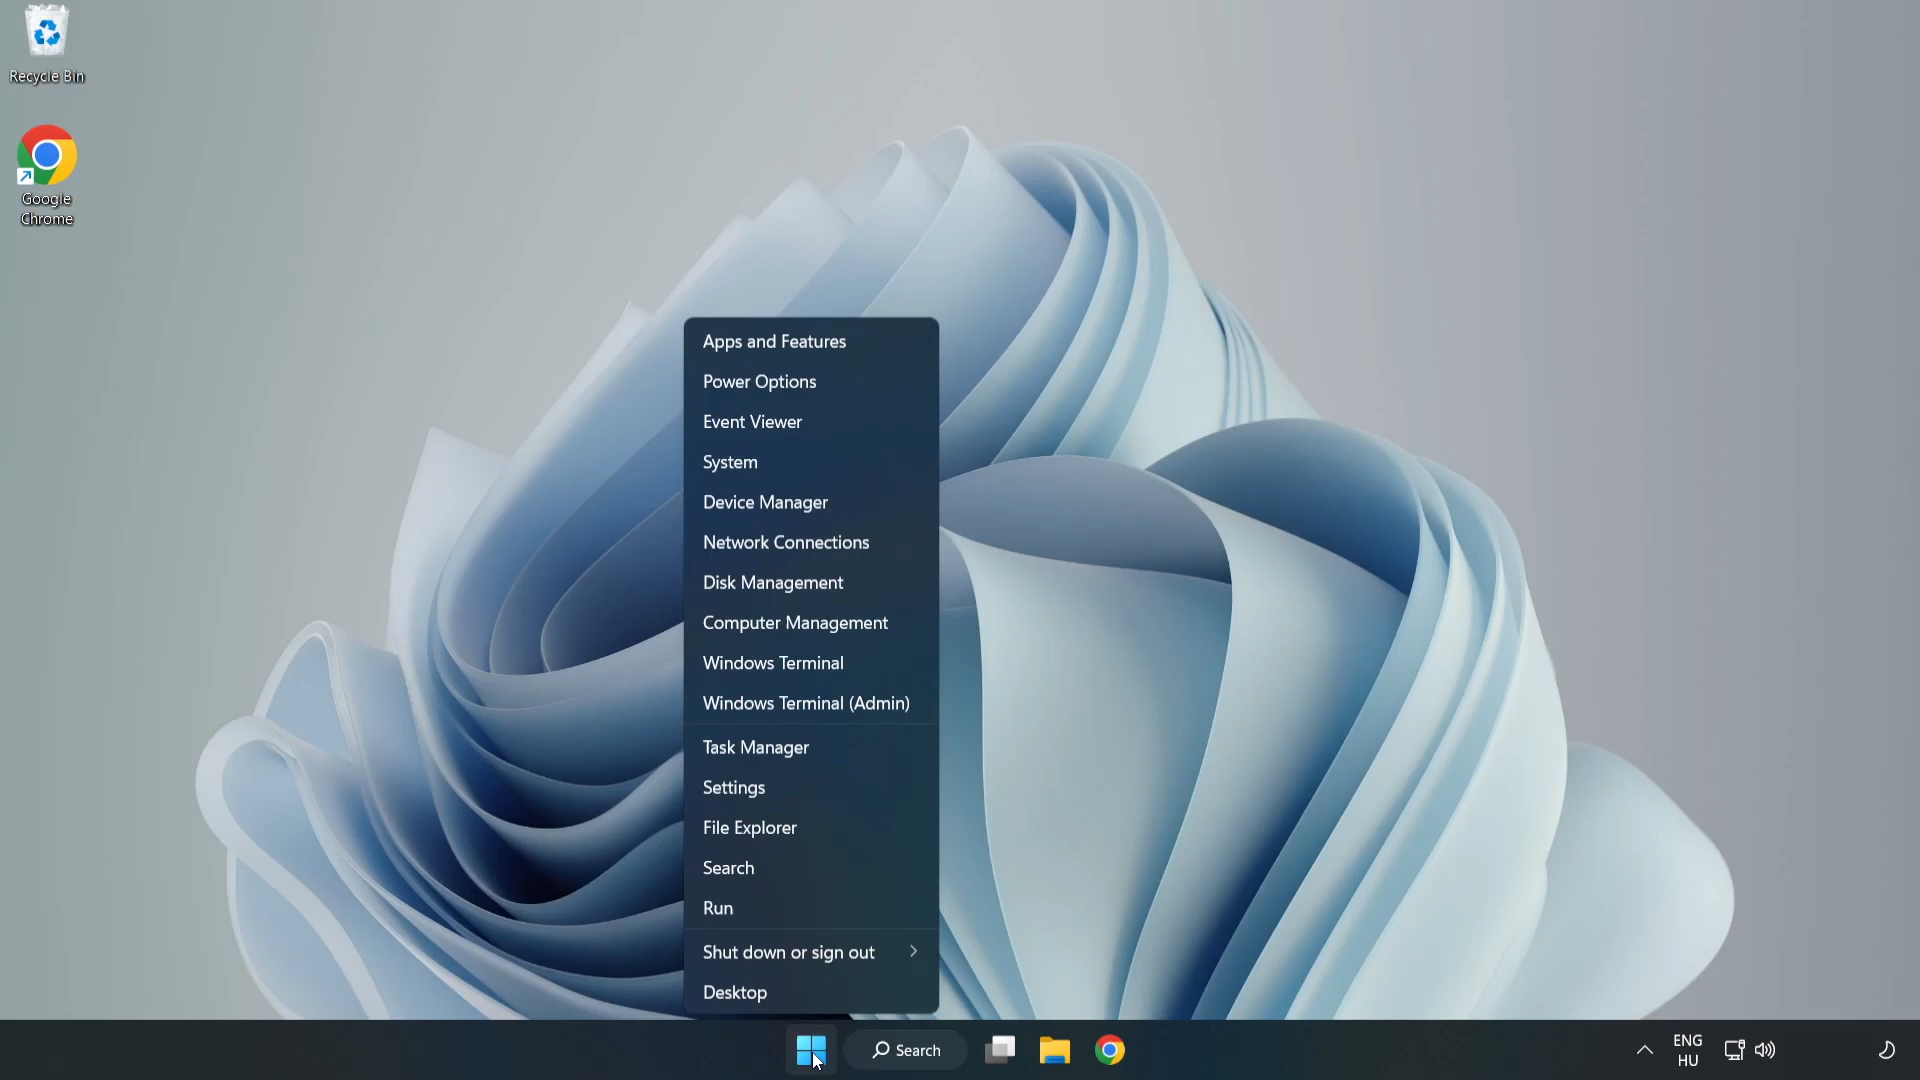 Recycle Bin
Google
Chrome
Apps and Features
Power Options
Event Viewer
System
Device Manager
Network Connections
Disk Management
Computer Management
Windows Terminal
Windows Terminal (Admin)
Task Manager
Settings
File Explorer
Search
Run
Shut down or sign out
Desktop
Search
ENG
HU